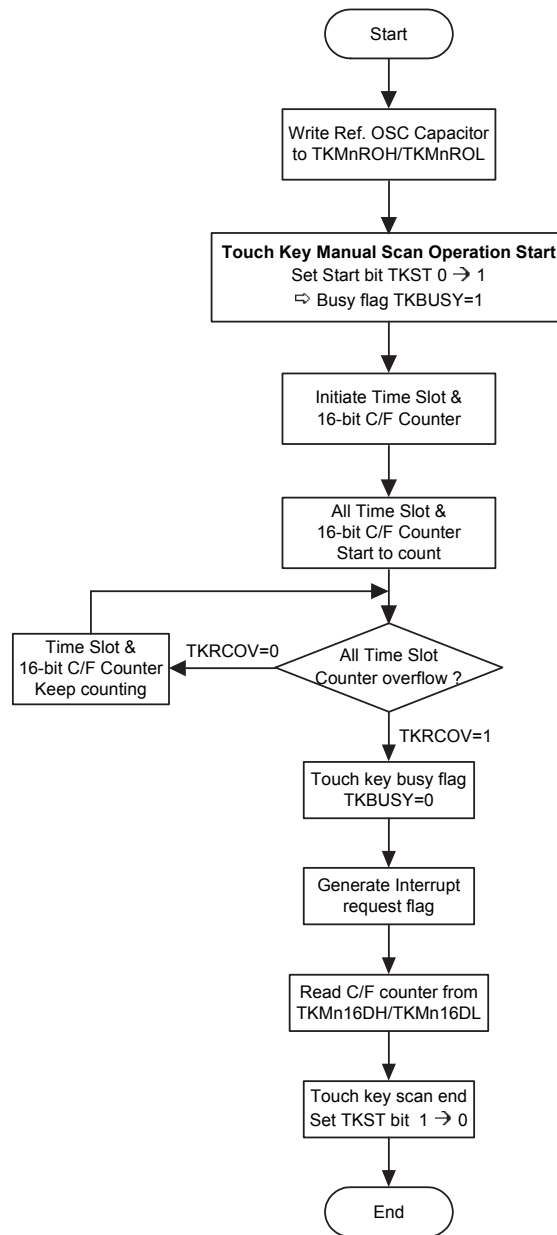 Start
Write Ref. OSC Capacitor
to TKMnROH/TKMnROL
Touch Key Manual Scan Operation Start
Set Start bit TKST 0 → 1
⇨ Busy flag TKBUSY=1
Initiate Time Slot &
16-bit C/F Counter
All Time Slot &
16-bit C/F Counter
Start to count
Time Slot &
16-bit C/F Counter
Keep counting
TKRCOV=0
All Time Slot
Counter overflow ?
TKRCOV=1
Touch key busy flag
TKBUSY=0
Generate Interrupt
request flag
Read C/F counter from
TKMn16DH/TKMn16DL
Touch key scan end
Set TKST bit 1 → 0
End